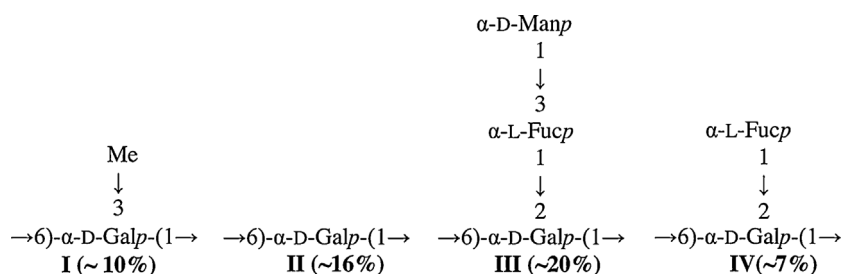 α-D-Manp
1
↓
3
Me α-L-Fucp α-L-Fucp
↓ 1 1
3 ↓ ↓
2 2
→6)-α-D-Galp-(1→ →6)-α-D-Galp-(1→ →6)-α-D-Galp-(1→ →6)-α-D-Galp-(1→
I (~ 10%) II (~16%) III (~20%) IV(~7%)